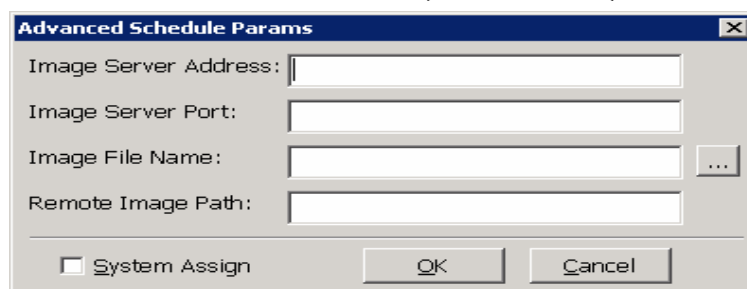 Advanced Schedule Params
Image Server Address:
Image Server Port:
Image File Name:
...
Remote Image Path:
System Assign OK Cancel